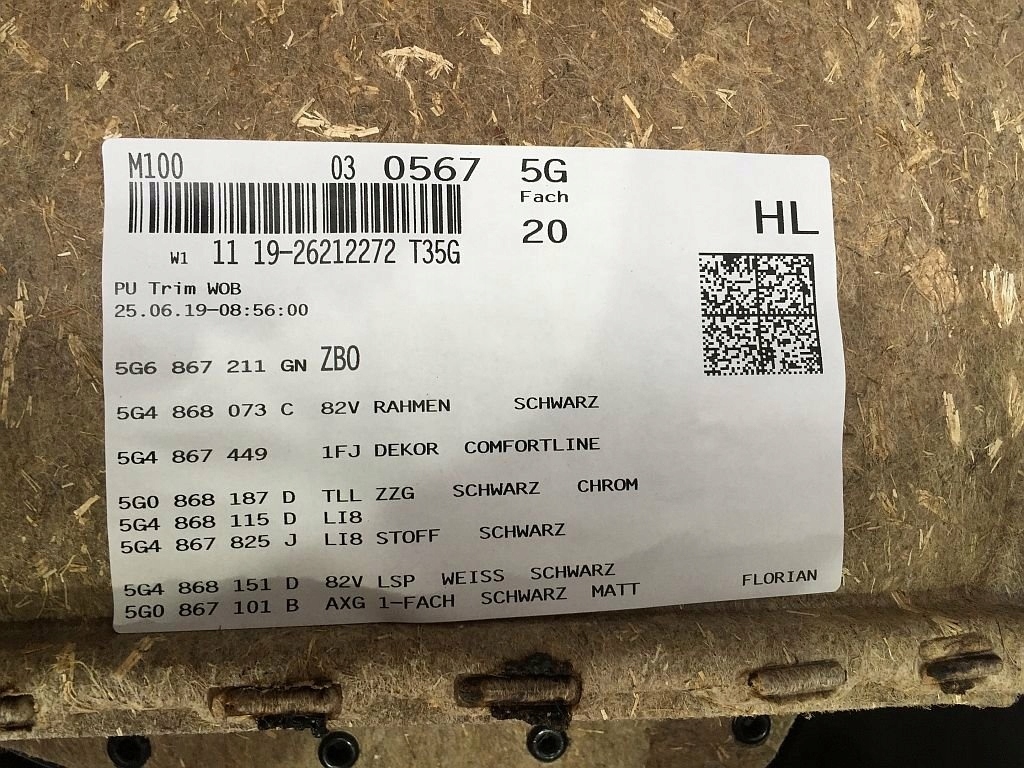 M100 03 0567 5G
Fach
20
HL
W1 11 19-26212272 T35G
PU Trim WOB
25.06.19-08:56:00
5G6 867 211 GN ZBO
5G4 868 073 C 82V RAHMEN SCHWARZ
5G4 867 449 1FJ DEKOR COMFORTLINE
5G0 868 187 D TLL ZZG SCHWARZ CHROM
5G4 868 115 D LI8
5G4 867 825 J LI8 STOFF SCHWARZ
5G4 868 151 D 82V LSP WEISS SCHWARZ
5G0 867 101 B AXG 1-FACH SCHWARZ MATT
FLORIAN